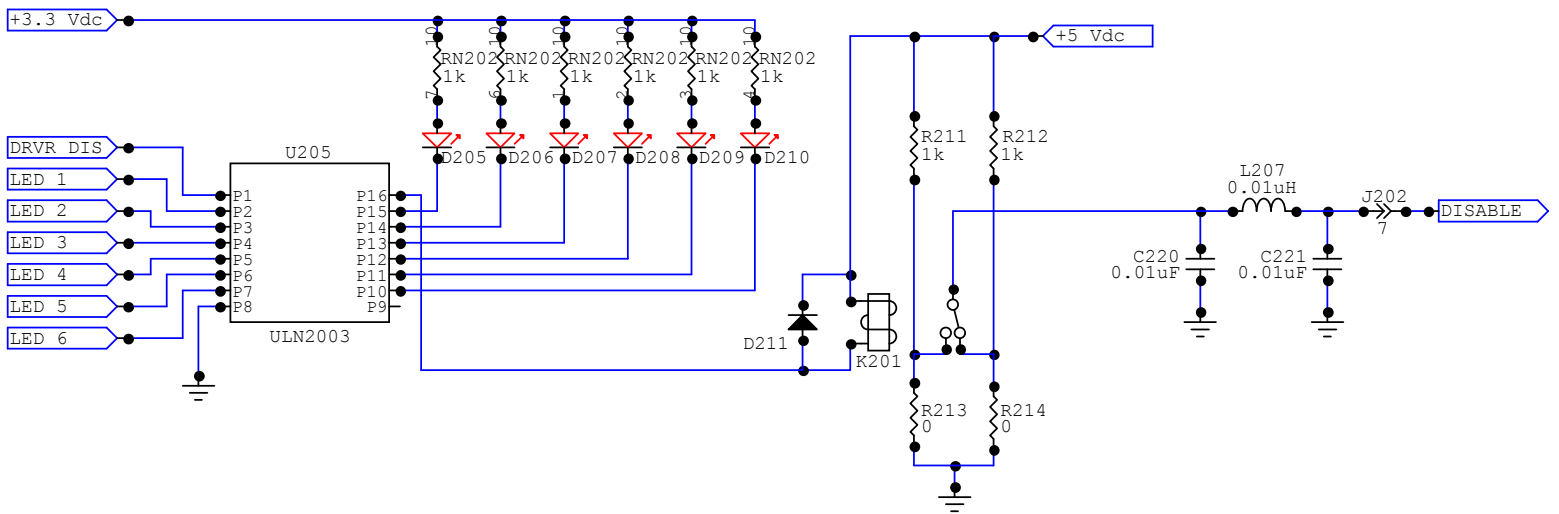 +3.3 Vdc
+5 Vdc
10 10 10 10 10 10
RN202 RN202 RN202 RN202 RN202 RN202
1k 1k 1k 1k 1k 1k
7 6 1 2 3 4
D205 D206 D207 D208 D209 D210
DRVR DIS
LED 1
LED 2
LED 3
LED 4
LED 5
LED 6
U205
P1 P16
P2 P15
P3 P14
P4 P13
P5 P12
P6 P11
P7 P10
P8 P9
ULN2003
D211
K201
R211
1k
R212
1k
R213
0
R214
0
L207
0.01uH
C220
0.01uF
C221
0.01uF
J202
7
DISABLE